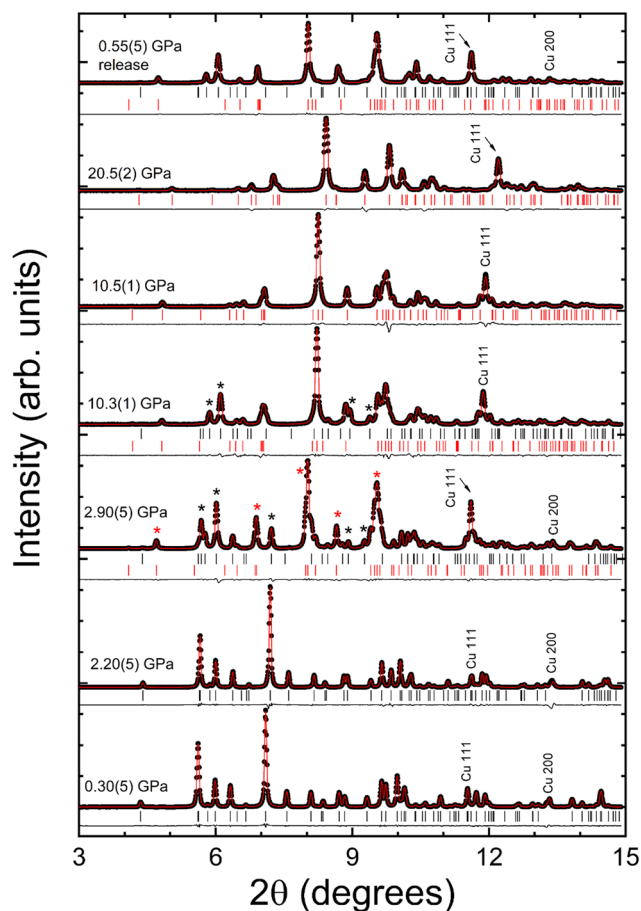 0.55(5) GPa
release
Cu 111
Cu 200
20.5(2) GPa
Cu 111
10.5(1) GPa
Cu 111
10.3(1) GPa
* * * *
Cu 111
2.90(5) GPa
* * * * * * * * *
Cu 111
Cu 200
2.20(5) GPa
Cu 111
Cu 200
0.30(5) GPa
Cu 111
Cu 200
Intensity (arb. units)
3 6 9 12 15
2θ (degrees)